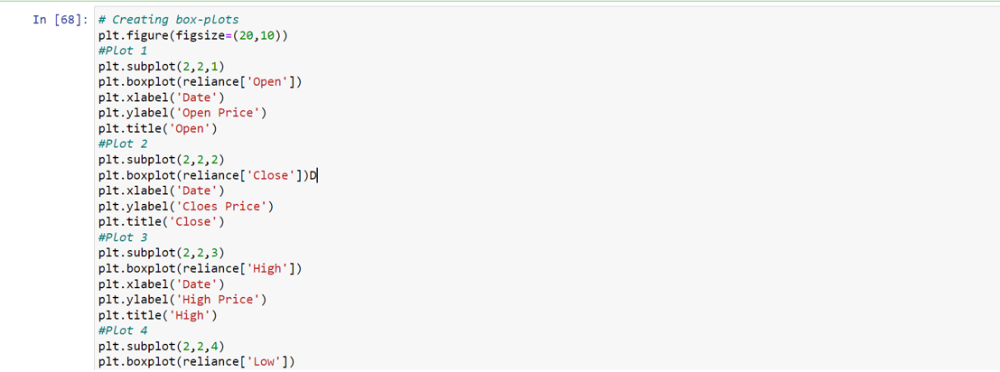 In [68]: # Creating box-plots
plt.figure(figsize=(20,10))
#Plot 1
plt.subplot(2,2,1)
plt.boxplot(reliance['Open'])
plt.xlabel('Date')
plt.ylabel('Open Price')
plt.title('Open')
#Plot 2
plt.subplot(2,2,2)
plt.boxplot(reliance['Close'])D
plt.xlabel('Date')
plt.ylabel('Cloes Price')
plt.title('Close')
#Plot 3
plt.subplot(2,2,3)
plt.boxplot(reliance['High'])
plt.xlabel('Date')
plt.ylabel('High Price')
plt.title('High')
#Plot 4
plt.subplot(2,2,4)
plt.boxplot(reliance['Low'])